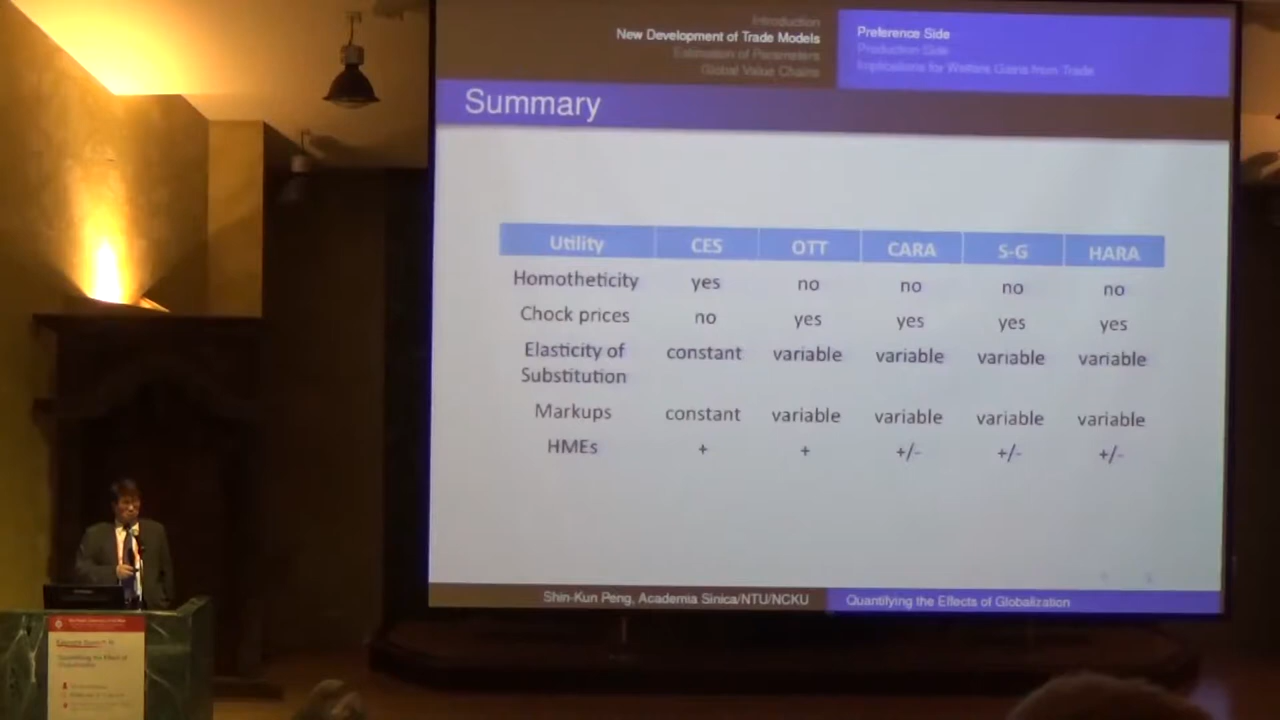 Introduction
New Development of Trade Models
Estimation of Parameters
Global Value Chains
Preference Side
Production Side
Implications for Welfare Gains from Trade
Summary
Utility CES OTT CARA S-G HARA
Homotheticity yes no no no no
Chock prices no yes yes yes yes
Elasticity of Substitution constant variable variable variable variable
Markups constant variable variable variable variable
HMEs + + +/- +/- +/-
Shin-Kun Peng, Academia Sinica/NTU/NCKU
Quantifying the Effects of Globalization